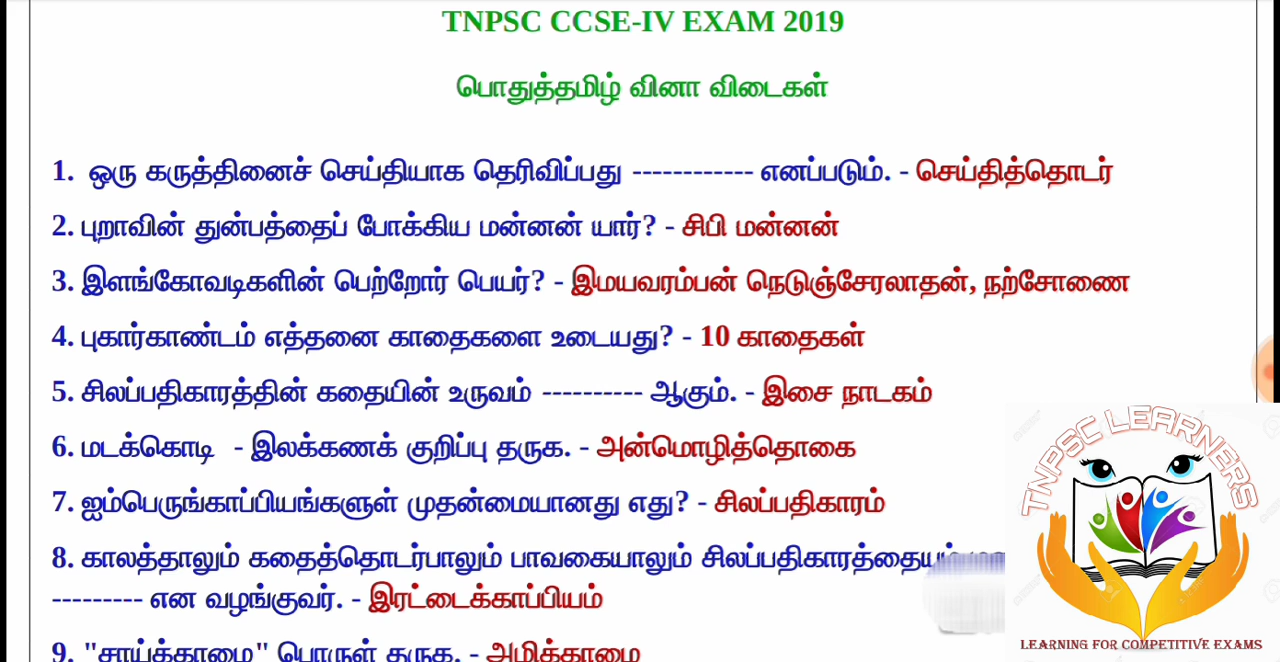 TNPSC CCSE-IV EXAM 2019
பொதுத்தமிழ் வினா விடைகள்
1. ஒரு கருத்தினைச் செய்தியாக தெரிவிப்பது ------------ எனப்படும். - செய்தித்தொடர்
2. புறாவின் துன்பத்தைப் போக்கிய மன்னன் யார்? - சிபி மன்னன்
3. இளங்கோவடிகளின் பெற்றோர் பெயர்? - இமயவரம்பன் நெடுஞ்சேரலாதன், நற்சோணை
4. புகார்காண்டம் எத்தனை காதைகளை உடையது? - 10 காதைகள்
5. சிலப்பதிகாரத்தின் கதையின் உருவம் ---------- ஆகும். - இசை நாடகம்
6. மடக்கொடி - இலக்கணக் குறிப்பு தருக. - அன்மொழித்தொகை
7. ஐம்பெருங்காப்பியங்களுள் முதன்மையானது எது? - சிலப்பதிகாரம்
8. காலத்தாலும் கதைத்தொடர்பாலும் பாவகையாலும் சிலப்பதிகாரத்தையும்
--------- என வழங்குவர். - இரட்டைக்காப்பியம்
9. "சாய்க்காமை" பொருள் தருக. - அழிக்காமை
TNPSC LEARNERS
LEARNING FOR COMPETITIVE EXAMS